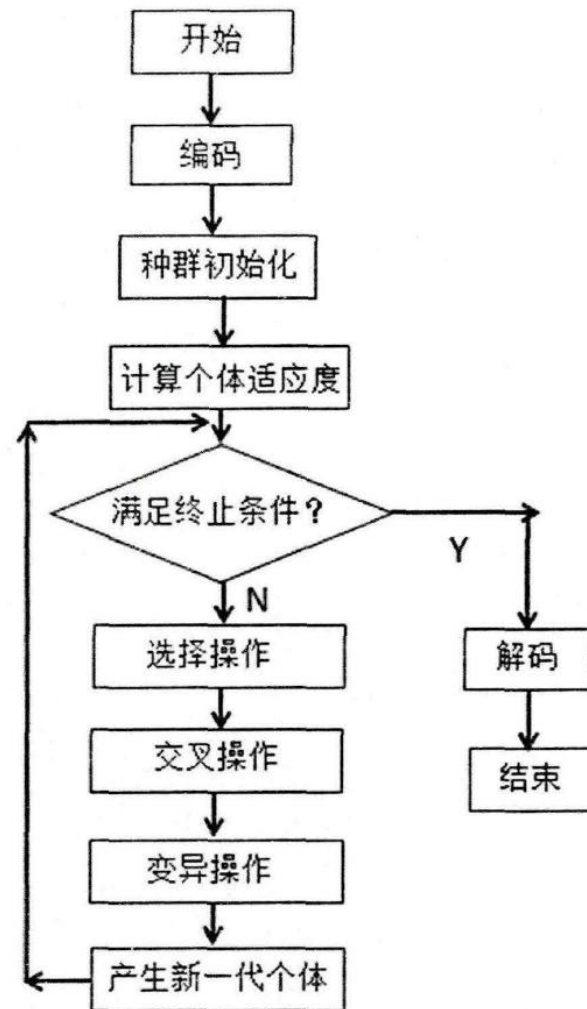 开始
编码
种群初始化
计算个体适应度
满足终止条件？
Y
N
选择操作
解码
交叉操作
结束
变异操作
产生新一代个体